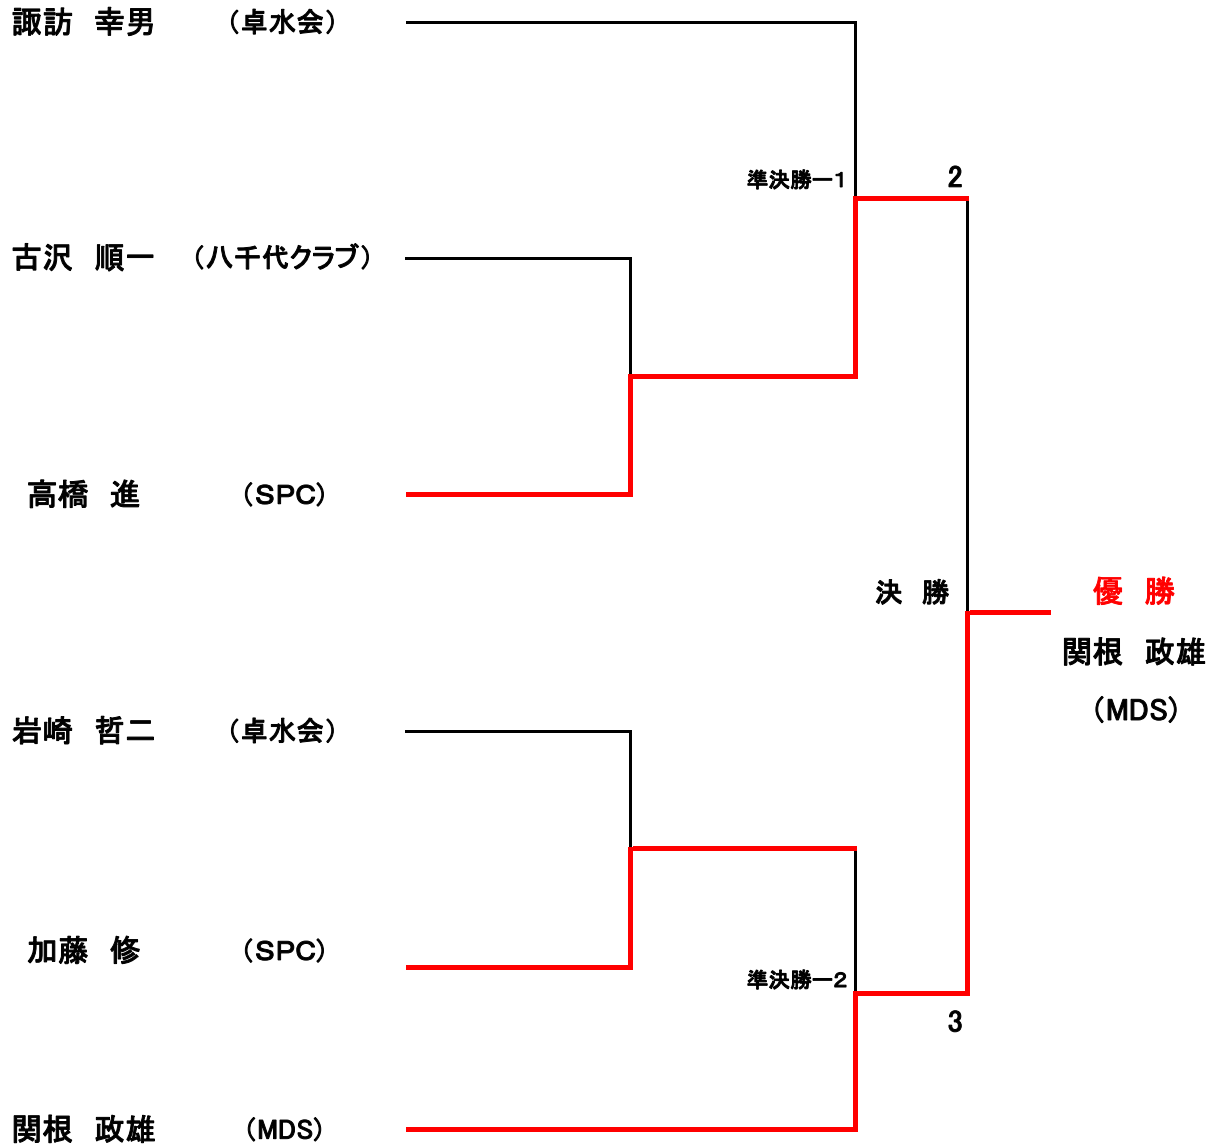 諏訪　幸男　（卓水会）
準決勝ー１　2
古沢　順一　（八千代クラブ）
高橋　進　（ＳＰＣ）
決　勝　優　勝
関根　政雄
（ＭＤＳ）
岩崎　哲二　（卓水会）
加藤　修　（ＳＰＣ）
準決勝ー２
3
関根　政雄　（ＭＤＳ）